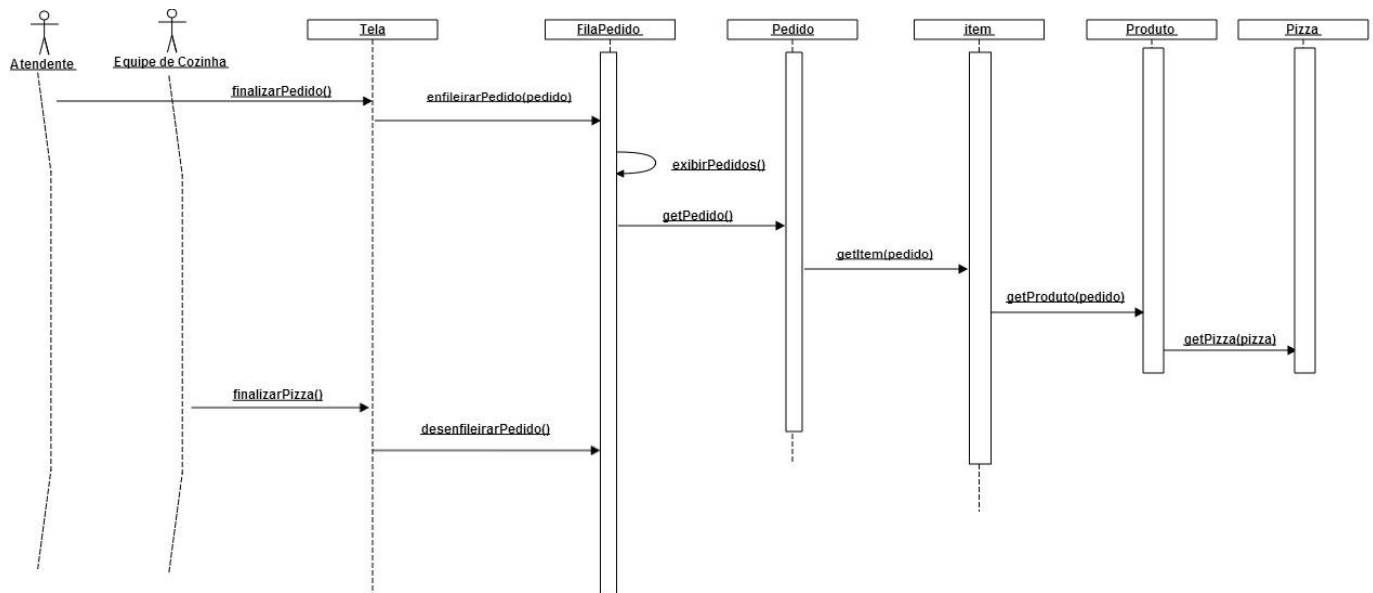 Atendente
Equipe de Cozinha
Tela
FilaPedido
Pedido
item
Produto
Pizza
finalizarPedido()
enfileirarPedido(pedido)
exibirPedidos()
getPedido()
getItem(pedido)
getProduto(pedido)
getPizza(pizza)
finalizarPizza()
desenfileirarPedido()